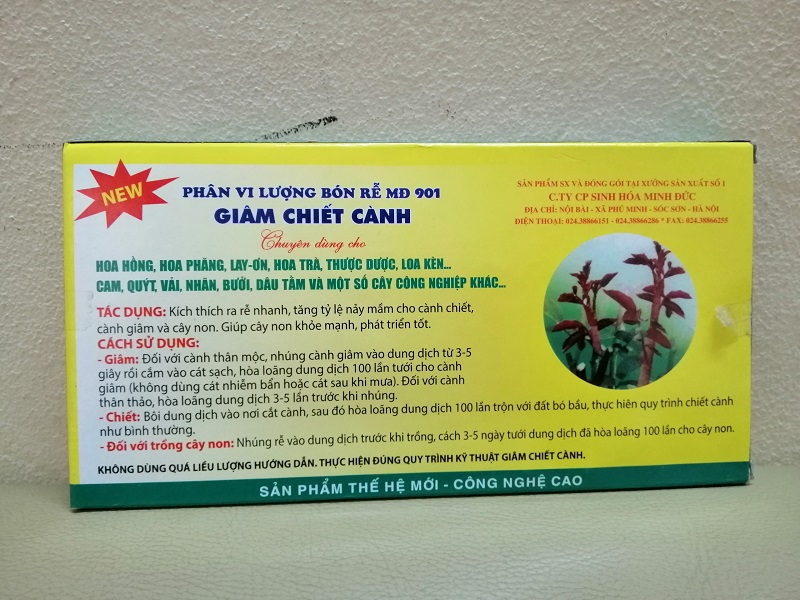 NEW
PHÂN VI LƯỢNG BÓN RỄ MĐ 901
GIÂM CHIẾT CÀNH
Chuyên dùng cho
HOA HỒNG, HOA PHĂNG, LAY-ƠN, HOA TRÀ, THƯỢC DƯỢC, LOA KÈN...
CAM, QUÝT, VẢI, NHÃN, BƯỞI, DÂU TẰM VÀ MỘT SỐ CÂY CÔNG NGHIỆP KHÁC...
SẢN PHẨM SX VÀ ĐÓNG GÓI TẠI XƯỞNG SẢN XUẤT SỐ 1
C.TY CP SINH HÓA MINH ĐỨC
ĐỊA CHỈ: NỘI BÀI - XÃ PHÚ MINH - SÓC SƠN - HÀ NỘI
ĐIỆN THOẠI: 024.38866151 - 024.38866286 * FAX: 024.38866255
TÁC DỤNG: Kích thích ra rễ nhanh, tăng tỷ lệ nảy mầm cho cành chiết,
cành giâm và cây non. Giúp cây non khỏe mạnh, phát triển tốt.
CÁCH SỬ DỤNG:
- Giâm: Đối với cành thân mộc, nhúng cành giâm vào dung dịch từ 3-5
giây rồi cắm vào cát sạch, hòa loãng dung dịch 100 lần tưới cho cành
giâm (không dùng cát nhiễm bẩn hoặc cát sau khi mưa). Đối với cành
thân thảo, hòa loãng dung dịch 3-5 lần trước khi nhúng.
- Chiết: Bôi dung dịch vào nơi cắt cành, sau đó hòa loãng dung dịch 100 lần trộn với đất bó bầu, thực hiện quy trình chiết cành
như bình thường.
- Đối với trồng cây non: Nhúng rễ vào dung dịch trước khi trồng, cách 3-5 ngày tưới dung dịch đã hòa loãng 100 lần cho cây non.
KHÔNG DÙNG QUÁ LIỀU LƯỢNG HƯỚNG DẪN. THỰC HIỆN ĐÚNG QUY TRÌNH KỸ THUẬT GIÂM CHIẾT CÀNH.
SẢN PHẨM THẾ HỆ MỚI - CÔNG NGHỆ CAO